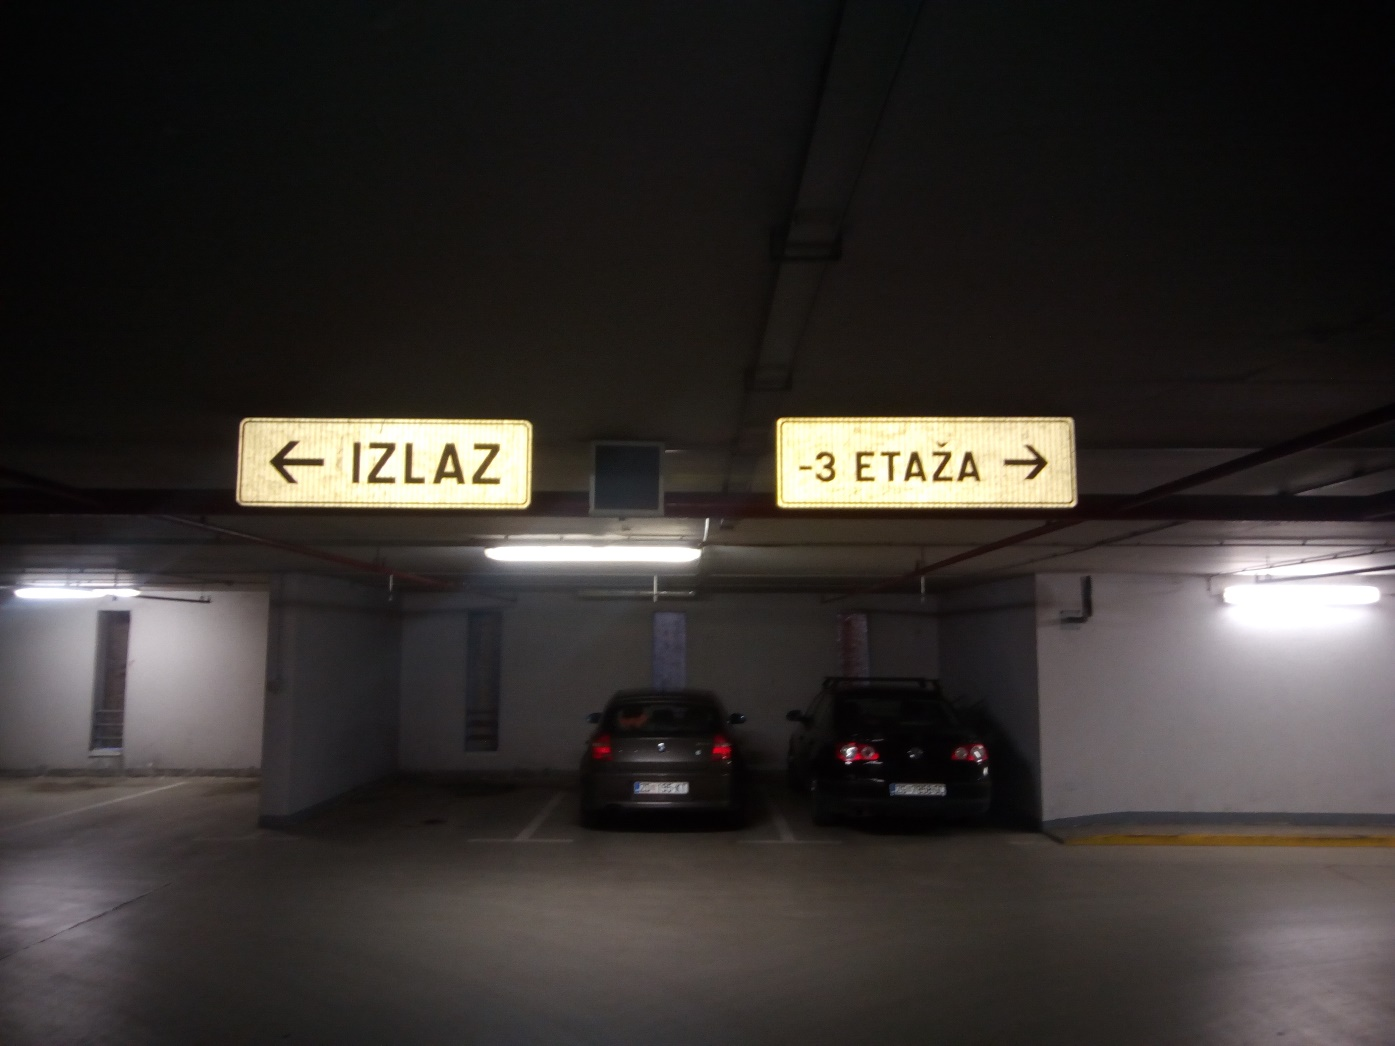 ← IZLAZ
-3 ETAŽA →